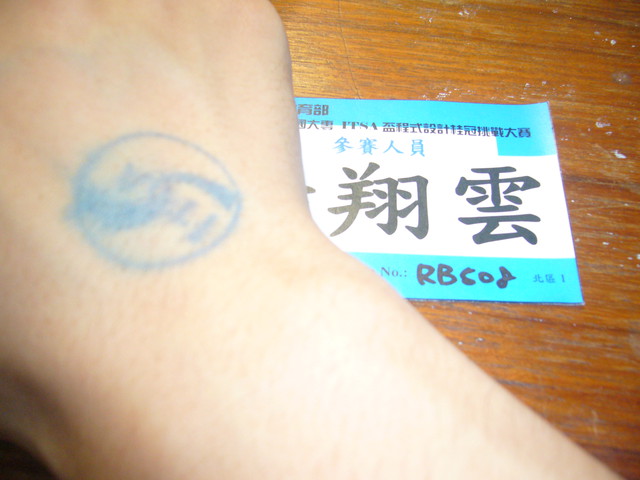 育部
大專 ITSA 盃程式設計桂冠挑戰大賽
參賽人員
翔雲
No.: RB608 北區 1